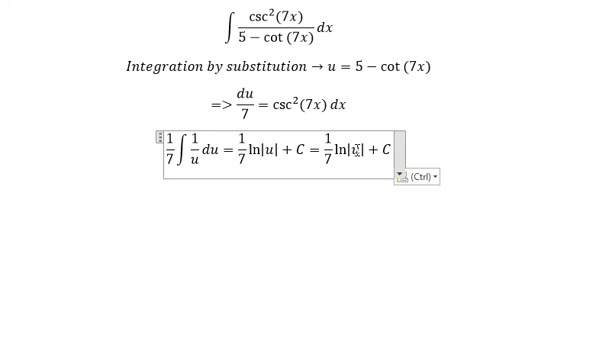 ∫ csc²(7x) / (5 − cot (7x)) dx
Integration by substitution → u = 5 − cot (7x)
=> du/7 = csc²(7x) dx
1/7 ∫ 1/u du = 1/7 ln|u| + C = 1/7 ln|u| + C
(Ctrl)